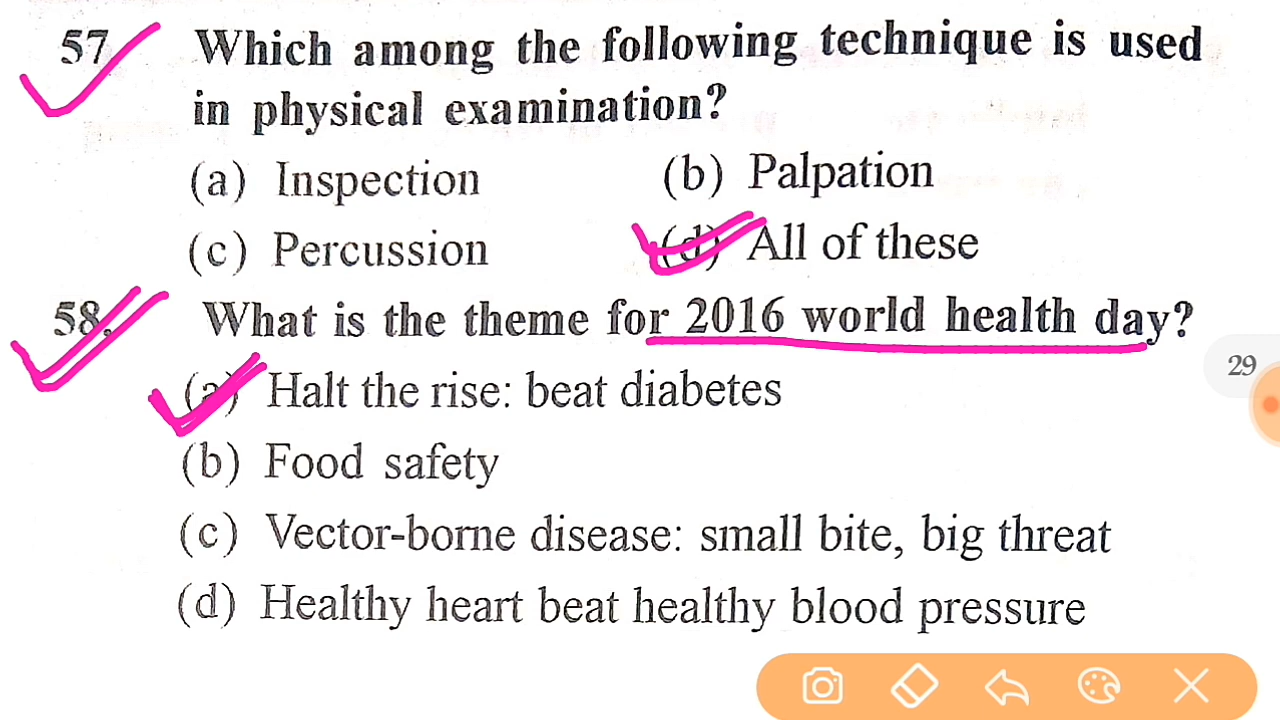 57 Which among the following technique is used
in physical examination?
(a) Inspection (b) Palpation
(c) Percussion (d) All of these
58. What is the theme for 2016 world health day?
(a) Halt the rise: beat diabetes
29
(b) Food safety
(c) Vector-borne disease: small bite, big threat
(d) Healthy heart beat healthy blood pressure